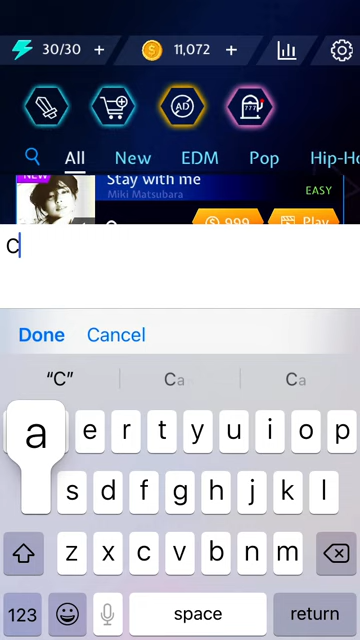 30/30 + 11,072 +
AD 777
All New EDM Pop Hip-Ho
NEW Stay with me
Miki Matsubara EASY
999 Play
C
Done Cancel
“C” Ca Ca
a e r t y u i o p
s d f g h j k l
z x c v b n m
123 space return